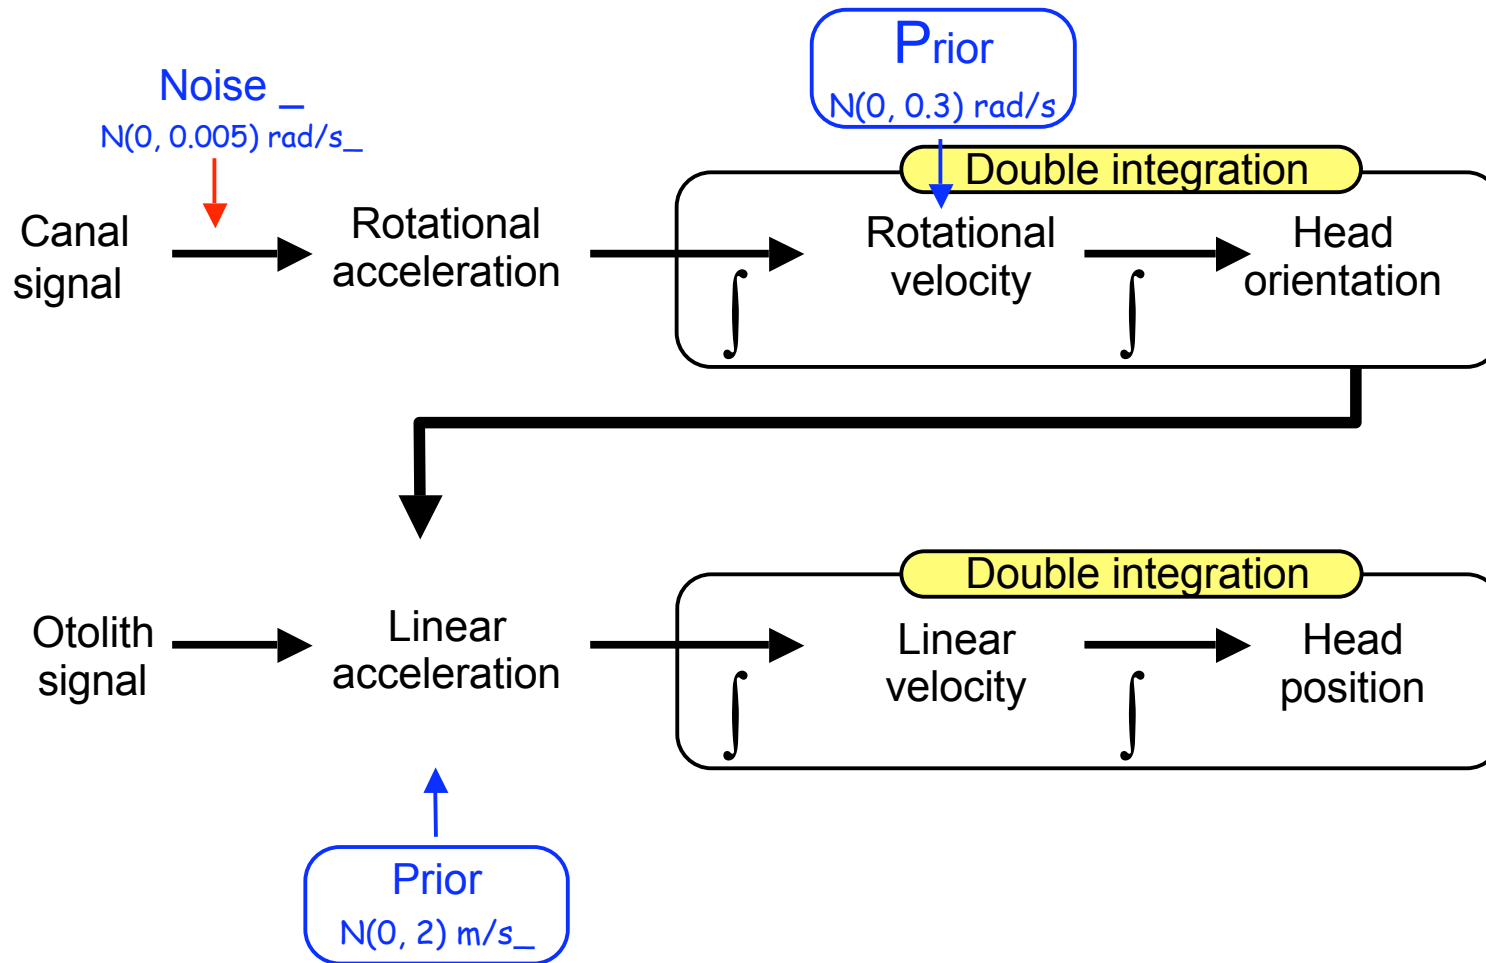 Prior
N(0, 0.3) rad/s
Noise _
N(0, 0.005) rad/s_
Double integration
Canal
signal
Rotational
acceleration
∫
Rotational
velocity
∫
Head
orientation
Double integration
Otolith
signal
Linear
acceleration
∫
Linear
velocity
∫
Head
position
Prior
N(0, 2) m/s_